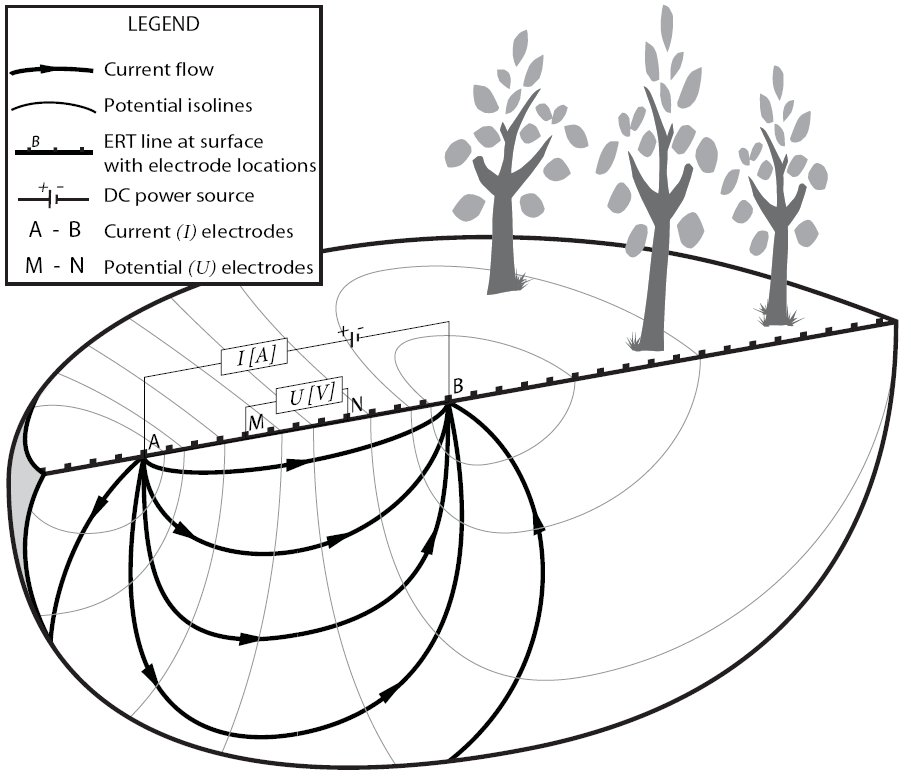 LEGEND
Current flow
Potential isolines
B
ERT line at surface
with electrode locations
+ -
DC power source
A - B Current (I) electrodes
M - N Potential (U) electrodes
+ -
I [A]
U [V]
B
N
M
A